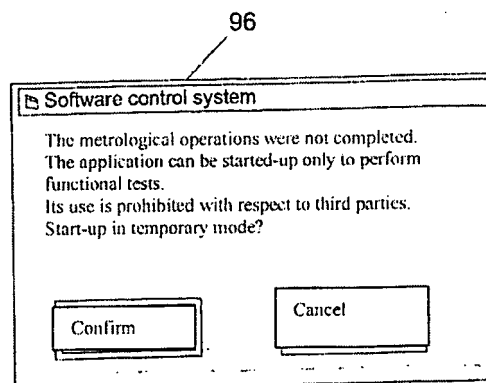 96
Software control system
The metrological operations were not completed.
The application can be started-up only to perform
functional tests.
Its use is prohibited with respect to third parties.
Start-up in temporary mode?
Confirm
Cancel